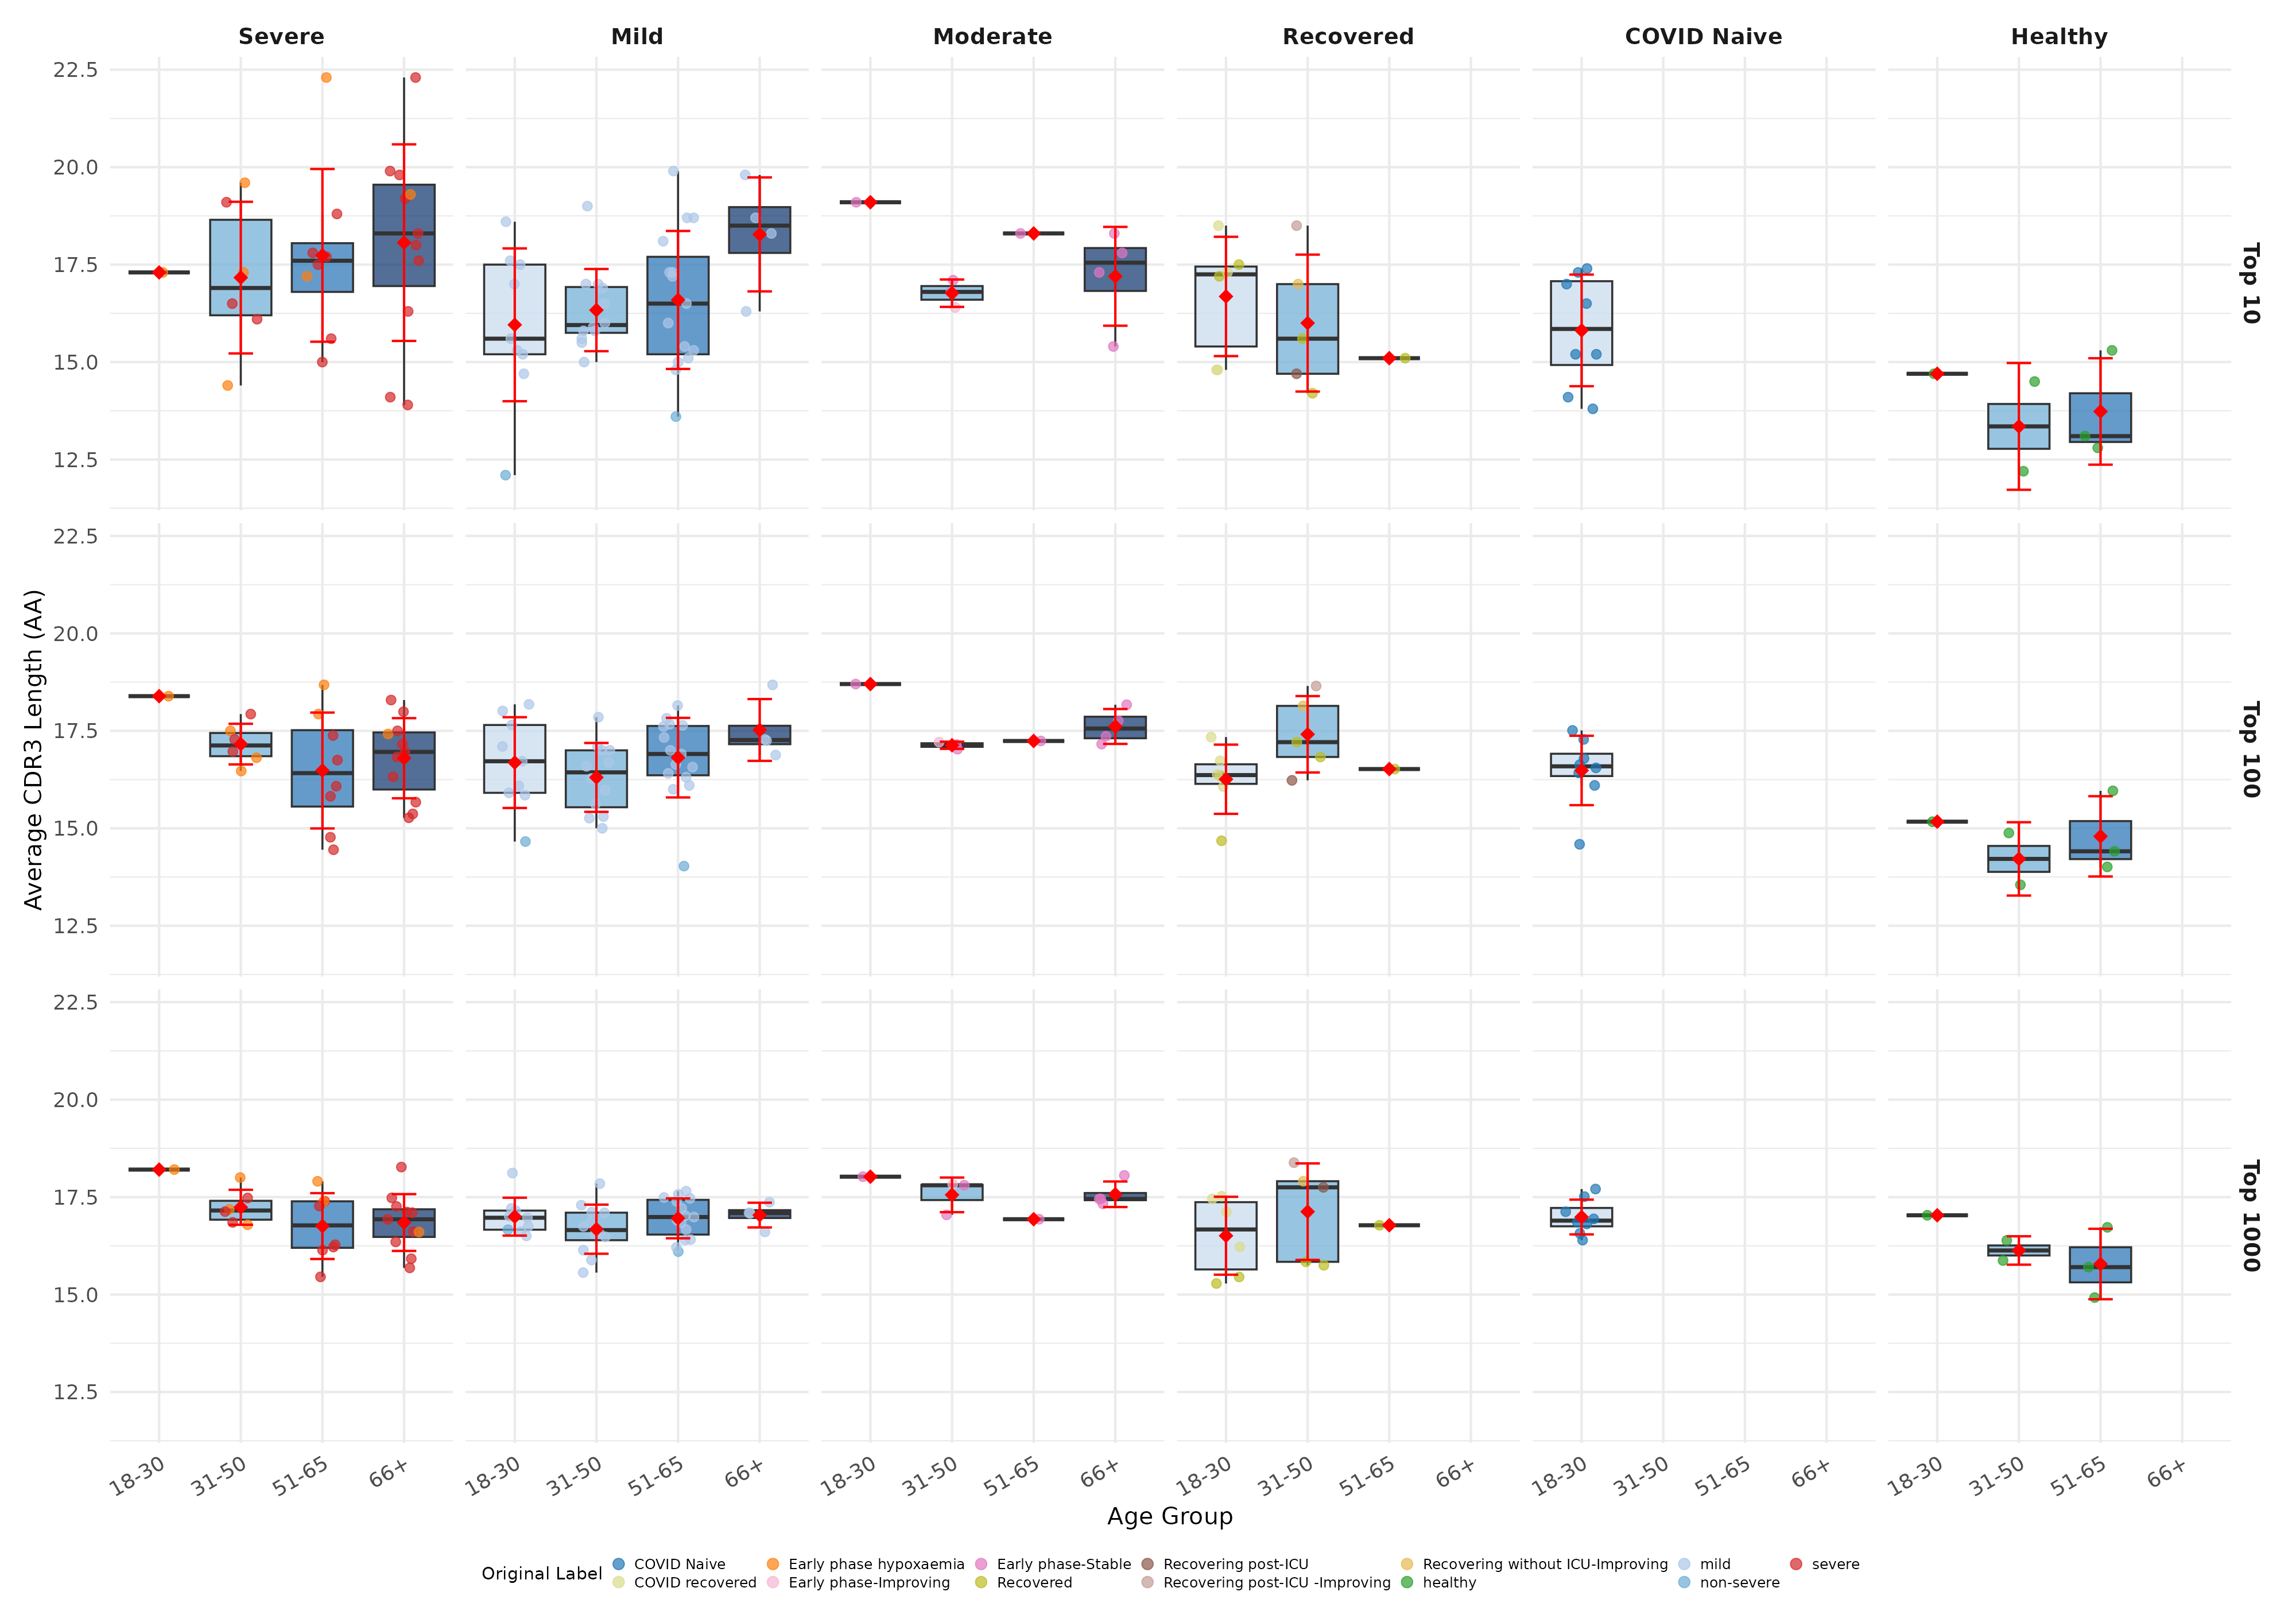 Severe Mild Moderate Recovered COVID Naive Healthy
22.5
20.0
17.5
15.0
12.5
Top 10
22.5
20.0
17.5
15.0
12.5
Top 100
22.5
20.0
17.5
15.0
12.5
Top 1000
Average CDR3 Length (AA)
18-30 31-50 51-65 66+ 18-30 31-50 51-65 66+ 18-30 31-50 51-65 66+ 18-30 31-50 51-65 66+ 18-30 31-50 51-65 66+ 18-30 31-50 51-65 66+
Age Group
Original Label
COVID Naive Early phase hypoxaemia Early phase-Stable Recovering post-ICU Recovering without ICU-Improving mild severe
COVID recovered Early phase-Improving Recovered Recovering post-ICU -Improving healthy non-severe